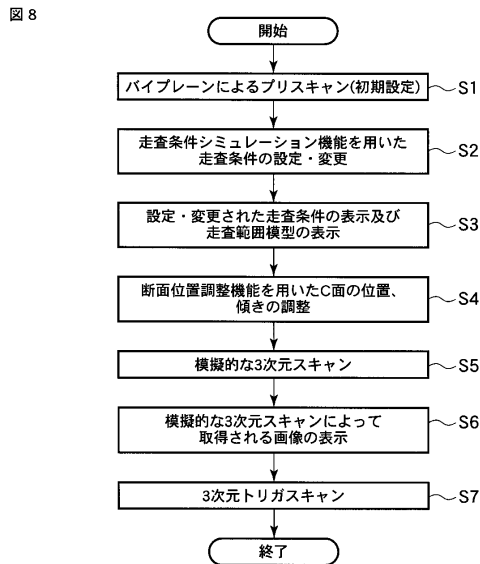 図8
開始
バイプレーンによるプリスキャン(初期設定)
S1
走査条件シミュレーション機能を用いた
走査条件の設定・変更
S2
設定・変更された走査条件の表示及び
走査範囲模型の表示
S3
断面位置調整機能を用いたC面の位置、
傾きの調整
S4
模擬的な3次元スキャン
S5
模擬的な3次元スキャンによって
取得される画像の表示
S6
3次元トリガスキャン
S7
終了